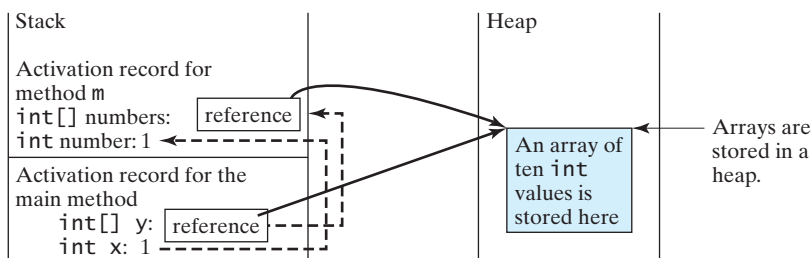 Stack
Heap
Activation record for
method m
int[] numbers: reference
int number: 1
Activation record for the
main method
int[] y: reference
int x: 1
An array of
ten int
values is
stored here
Arrays are
stored in a
heap.